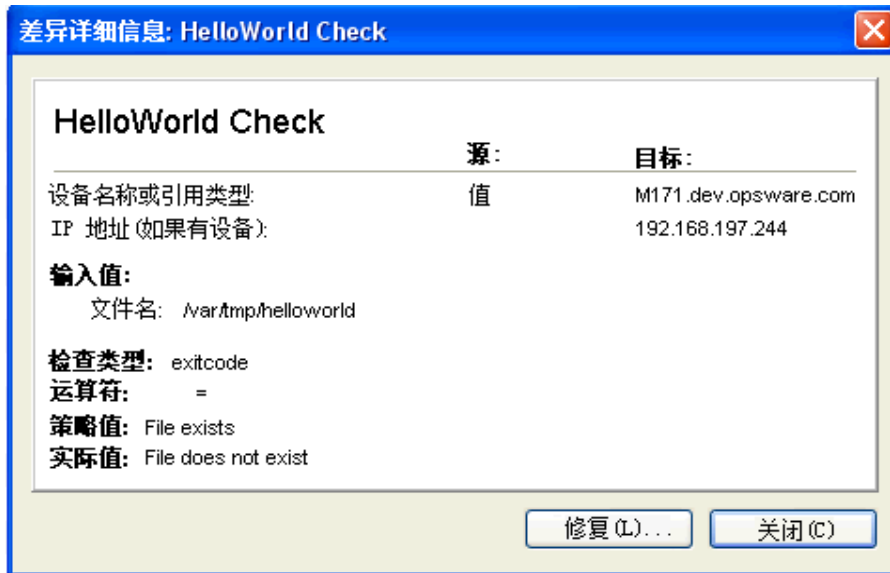 差异详细信息: HelloWorld Check
HelloWorld Check
源: 目标:
设备名称或引用类型: 值 M171.dev.opsware.com
IP 地址(如果有设备): 192.168.197.244
输入值:
文件名: /var/tmp/helloworld
检查类型: exitcode
运算符: =
策略值: File exists
实际值: File does not exist
修复(L)... 关闭(C)